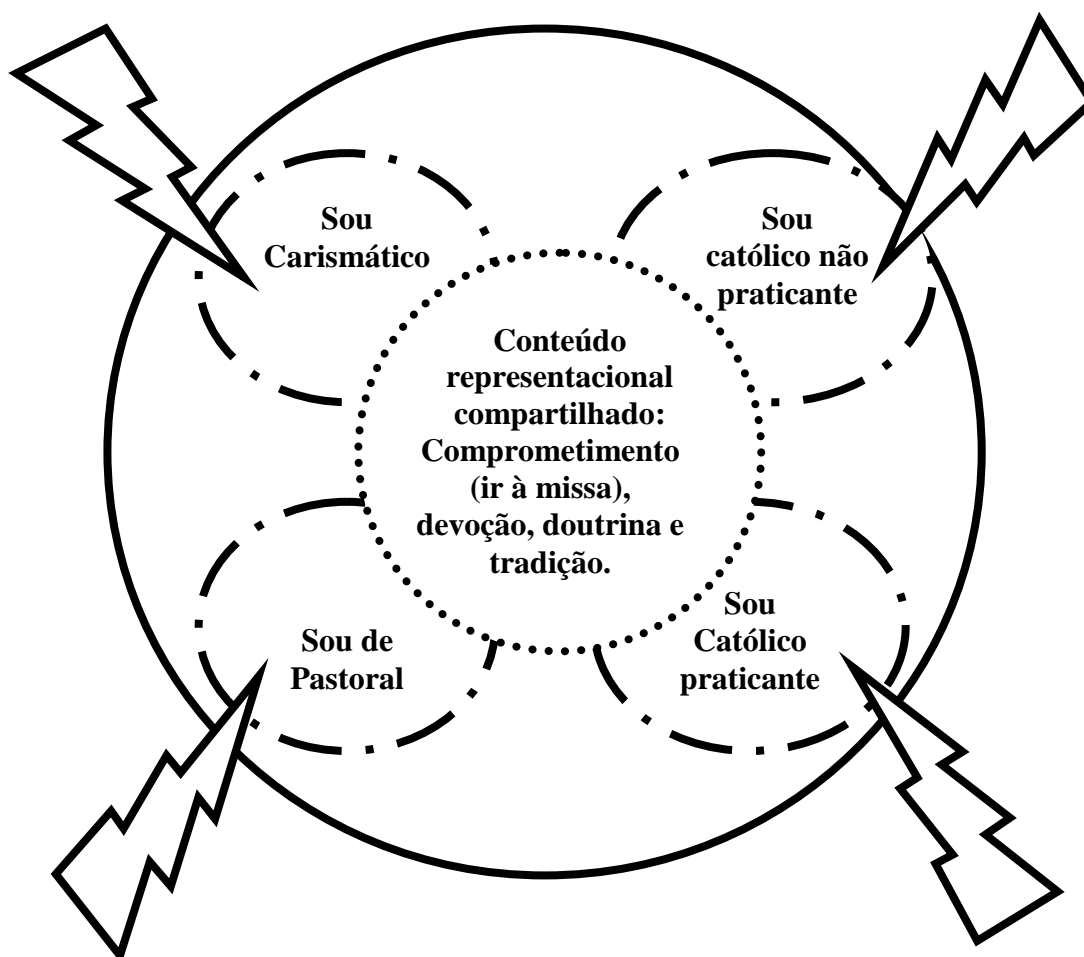 Sou
Carismático
Sou
católico não
praticante
Conteúdo
representacional
compartilhado:
Comprometimento
(ir à missa),
devoção, doutrina e
tradição.
Sou de
Pastoral
Sou
Católico
praticante